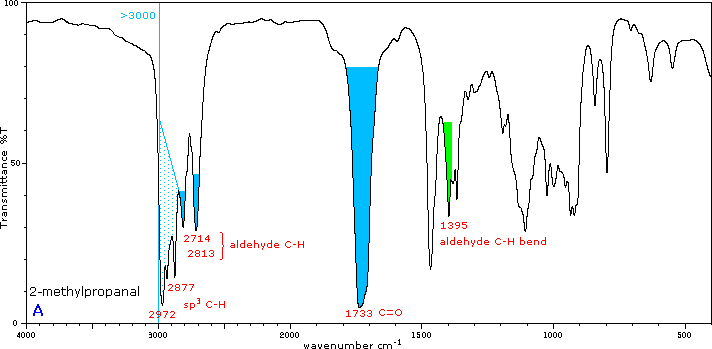 100
>3000
Transmittance %T
50
2714
2813
aldehyde C-H
1395
aldehyde C-H bend
2877
sp³ C-H
2-methylpropanal
A
2972
1733 C=O
0
4000 3000 2000 1500 1000 500
wavenumber cm⁻¹